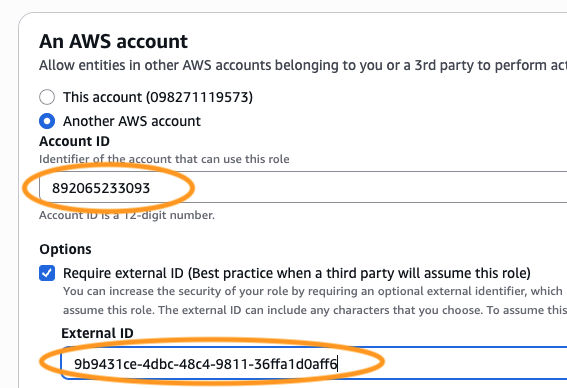 An AWS account
Allow entities in other AWS accounts belonging to you or a 3rd party to perform
This account (098271119573)
Another AWS account
Account ID
Identifier of the account that can use this role
892065233093
Account ID is a 12-digit number.
Options
Require external ID (Best practice when a third party will assume this role)
You can increase the security of your role by requiring an optional external identifier, which
assume this role. The external ID can include any characters that you choose. To assume this
External ID
9b9431ce-4dbc-48c4-9811-36ffa1d0aff6